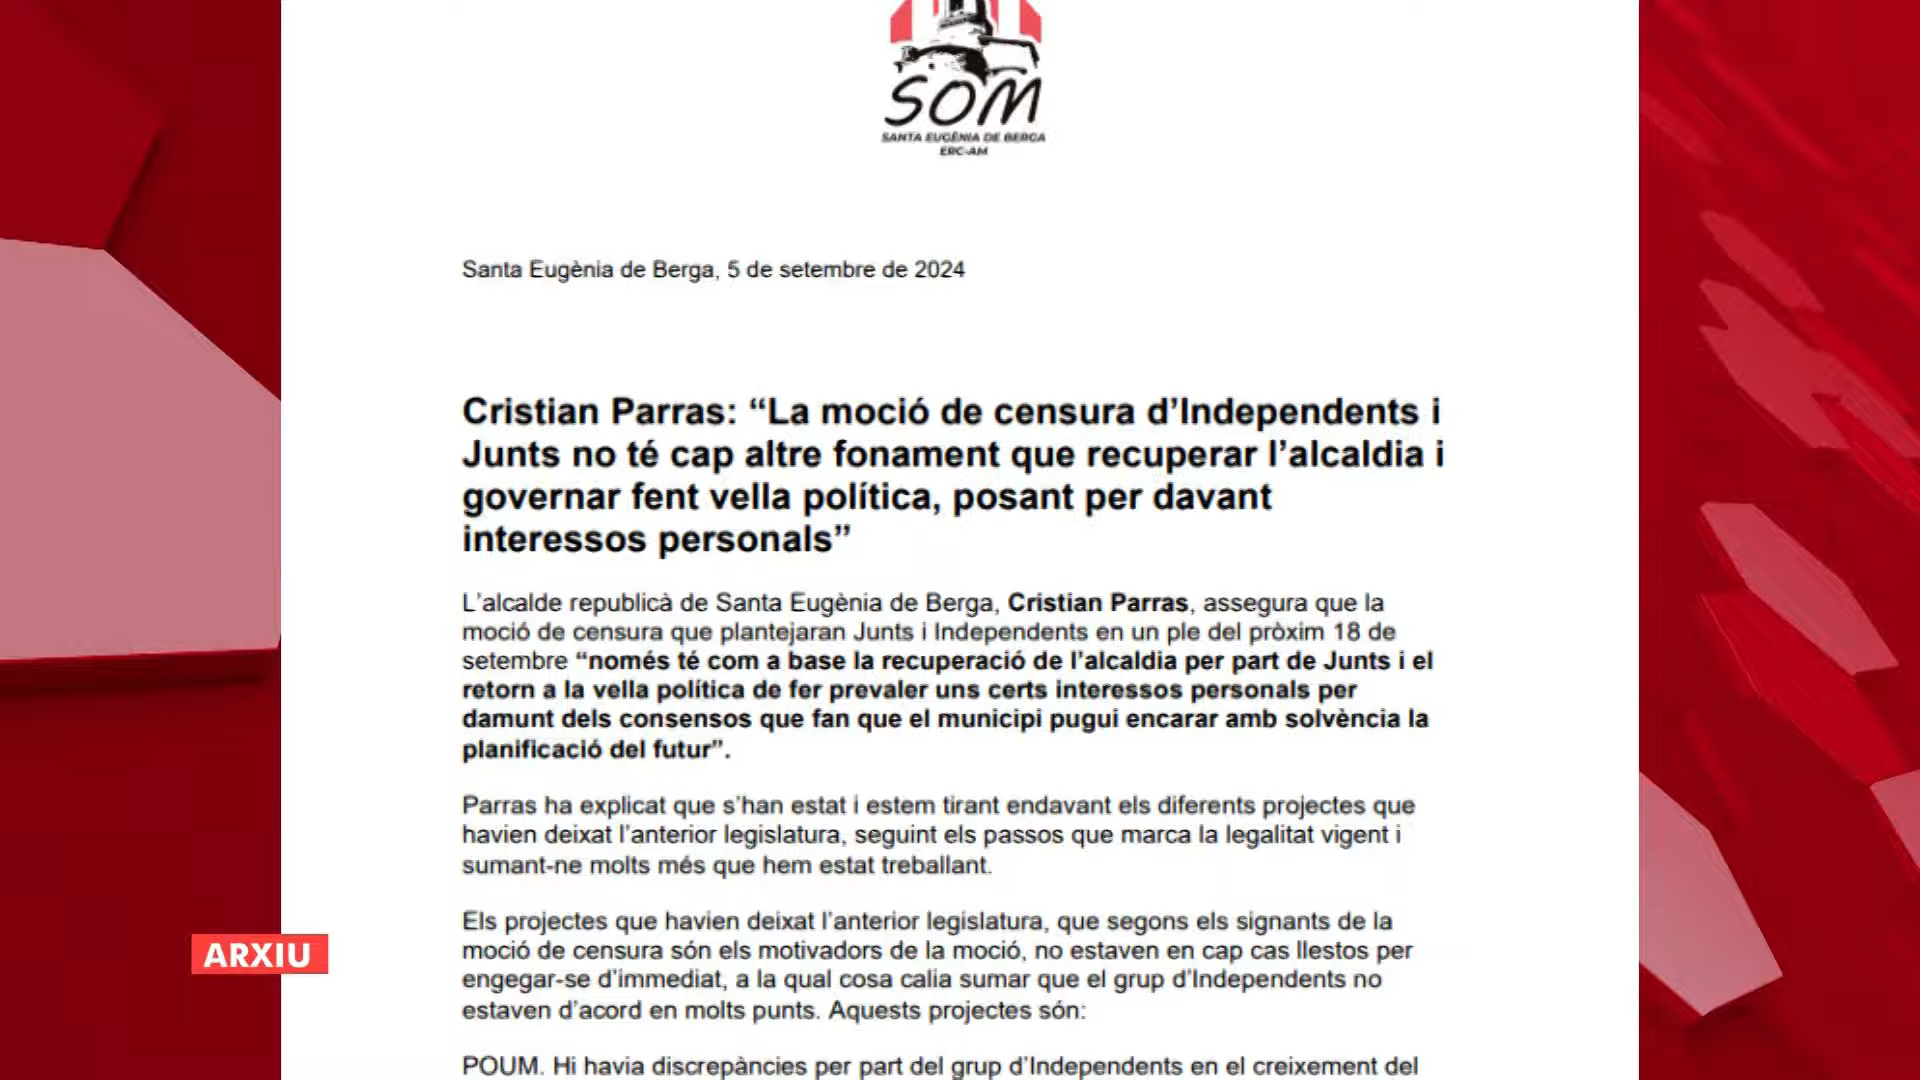 SOM
SANTA EUGÈNIA DE BERGA
ERC-AM
Santa Eugènia de Berga, 5 de setembre de 2024
Cristian Parras: “La moció de censura d’Independents i
Junts no té cap altre fonament que recuperar l’alcaldia i
governar fent vella política, posant per davant
interessos personals”
L’alcalde republicà de Santa Eugènia de Berga, Cristian Parras, assegura que la
moció de censura que plantejaran Junts i Independents en un ple del pròxim 18 de
setembre “només té com a base la recuperació de l’alcaldia per part de Junts i el
retorn a la vella política de fer prevaler uns certs interessos personals per
damunt dels consensos que fan que el municipi pugui encarar amb solvència la
planificació del futur”.
Parras ha explicat que s’han estat i estem tirant endavant els diferents projectes que
havien deixat l’anterior legislatura, seguint els passos que marca la legalitat vigent i
sumant-ne molts més que hem estat treballant.
Els projectes que havien deixat l’anterior legislatura, que segons els signants de la
moció de censura són els motivadors de la moció, no estaven en cap cas llestos per
engegar-se d’immediat, a la qual cosa calia sumar que el grup d’Independents no
estaven d’acord en molts punts. Aquests projectes són:
ARXIU
POUM. Hi havia discrepàncies per part del grup d’Independents en el creixement del